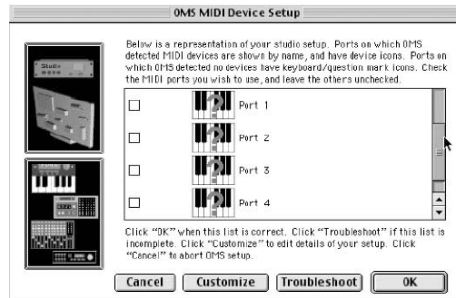 OMS MIDI Device Setup
Studio
Below is a representation of your studio setup. Ports on which OMS
detected MIDI devices are shown by name, and have device icons. Ports on
which OMS detected no devices have keyboard/question mark icons. Check
the MIDI ports you wish to use, and leave the others unchecked.
Port 1
Port 2
Port 3
Port 4
Click "OK" when this list is correct. Click "Troubleshoot" if this list is
incomplete. Click "Customize" to edit details of your setup. Click
"Cancel" to abort OMS setup.
Cancel Customize Troubleshoot OK